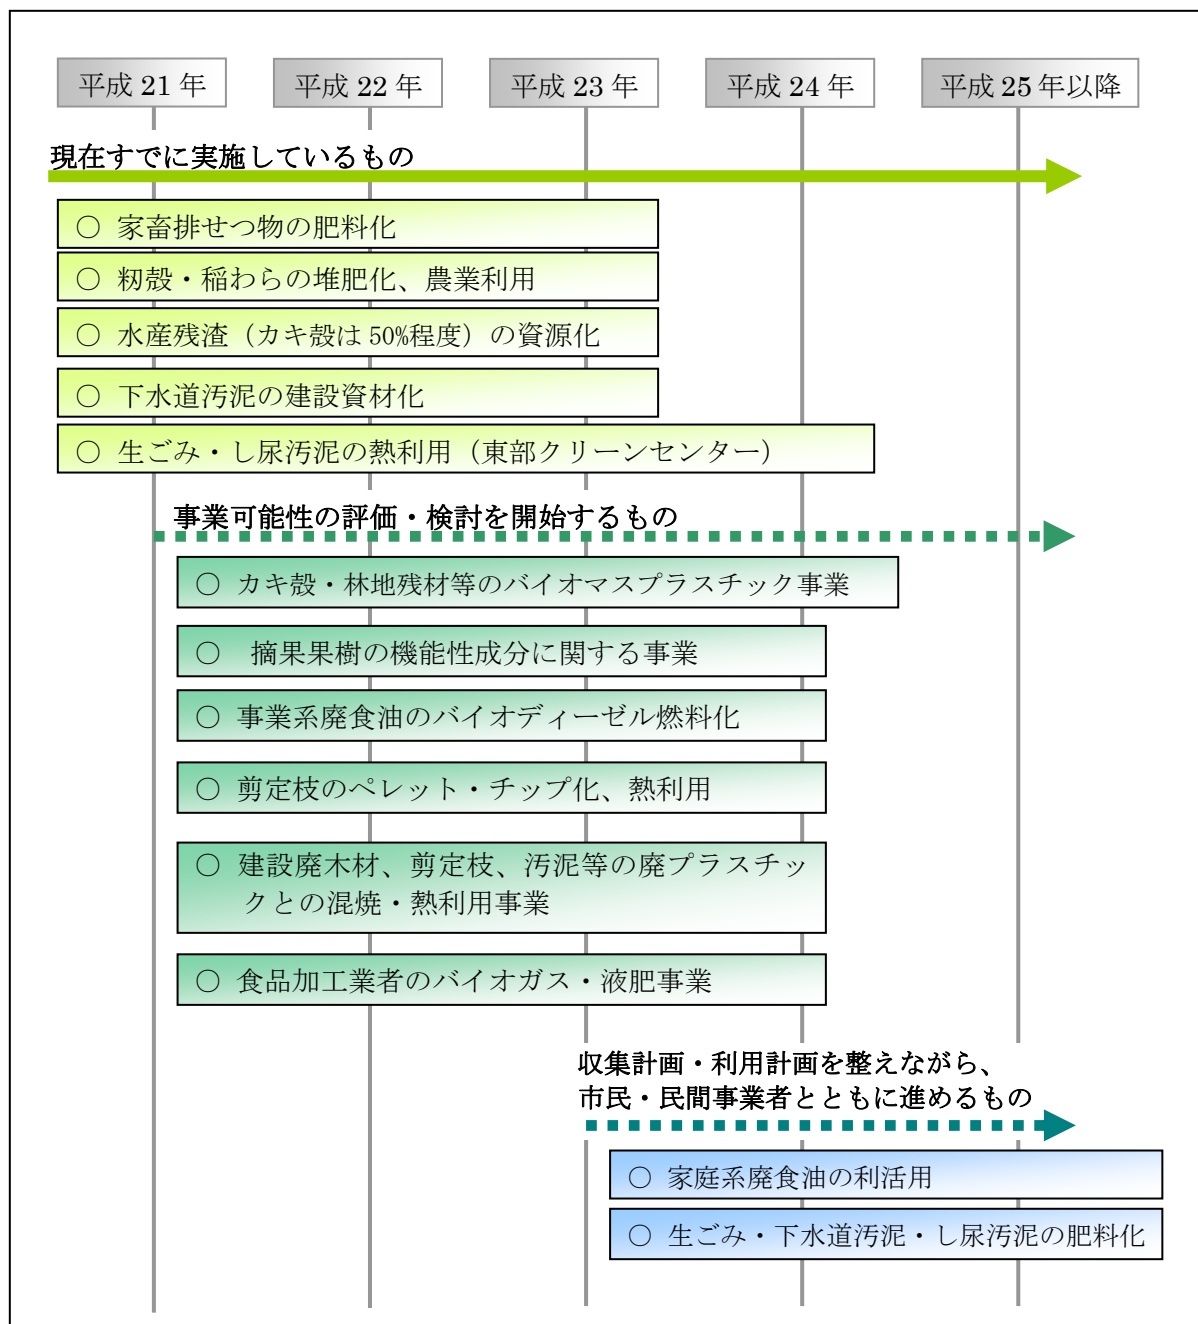 平成 21 年 平成 22 年 平成 23 年 平成 24 年 平成 25 年以降
現在すでに実施しているもの
○ 家畜排せつ物の肥料化
○ 籾殻・稲わらの堆肥化、農業利用
○ 水産残渣（カキ殻は 50%程度）の資源化
○ 下水道汚泥の建設資材化
○ 生ごみ・し尿汚泥の熱利用（東部クリーンセンター）
事業可能性の評価・検討を開始するもの
○ カキ殻・林地残材等のバイオマスプラスチック事業
○ 摘果果樹の機能性成分に関する事業
○ 事業系廃食油のバイオディーゼル燃料化
○ 剪定枝のペレット・チップ化、熱利用
○ 建設廃木材、剪定枝、汚泥等の廃プラスチッ
クとの混焼・熱利用事業
○ 食品加工業者のバイオガス・液肥事業
収集計画・利用計画を整えながら、
市民・民間事業者とともに進めるもの
○ 家庭系廃食油の利活用
○ 生ごみ・下水道汚泥・し尿汚泥の肥料化